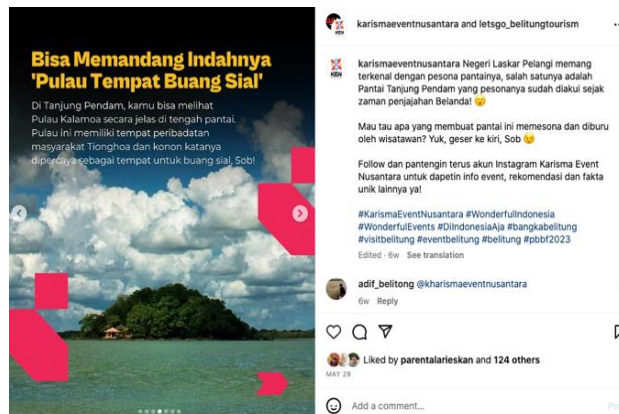 Bisa Memandang Indahnya
'Pulau Tempat Buang Sial'
Di Tanjung Pendam, kamu bisa melihat
Pulau Kalamoa secara jelas di tengah pantai.
Pulau ini memiliki tempat peribadatan
masyarakat Tionghoa dan konon katanya
dipercaya sebagai tempat untuk buang sial, Sob!
karismaeventnusantara and letsgo_belitungtourism
KEN
karismaeventnusantara Negeri Laskar Pelangi memang
terkenal dengan pesona pantainya, salah satunya adalah
Pantai Tanjung Pendam yang pesonanya sudah diakui sejak
zaman penjajahan Belanda! 😮
Mau tau apa yang membuat pantai ini memesona dan diburu
oleh wisatawan? Yuk, geser ke kiri, Sob 😉
Follow dan pantengin terus akun Instagram Karisma Event
Nusantara untuk dapetin info event, rekomendasi dan fakta
unik lainnya ya!
#KarismaEventNusantara #WonderfulIndonesia
#WonderfulEvents #DiIndonesiaAja #bangkabelitung
#visitbelitung #eventbelitung #belitung #pbbf2023
Edited · 6w See translation
adif_belitong @kharismaeventnusantara
6w Reply
Liked by parentalarieskan and 124 others
MAY 29
Add a comment...